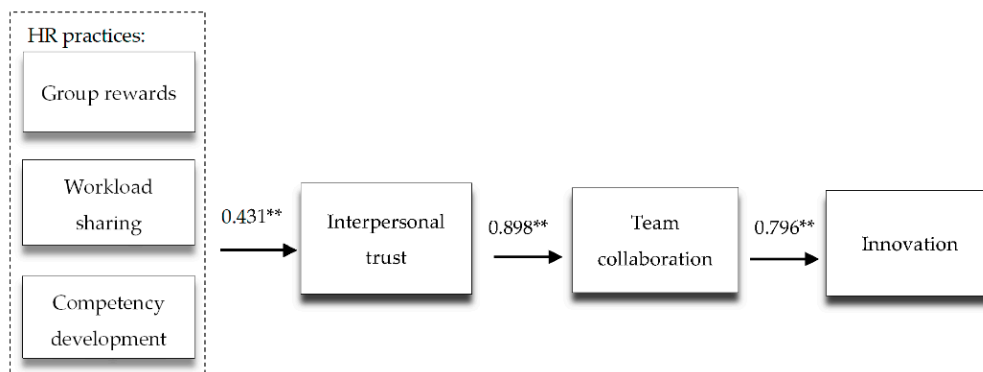 HR practices:
Group rewards
Workload
sharing
Competency
development
0.431**
Interpersonal
trust
0.898**
Team
collaboration
0.796**
Innovation